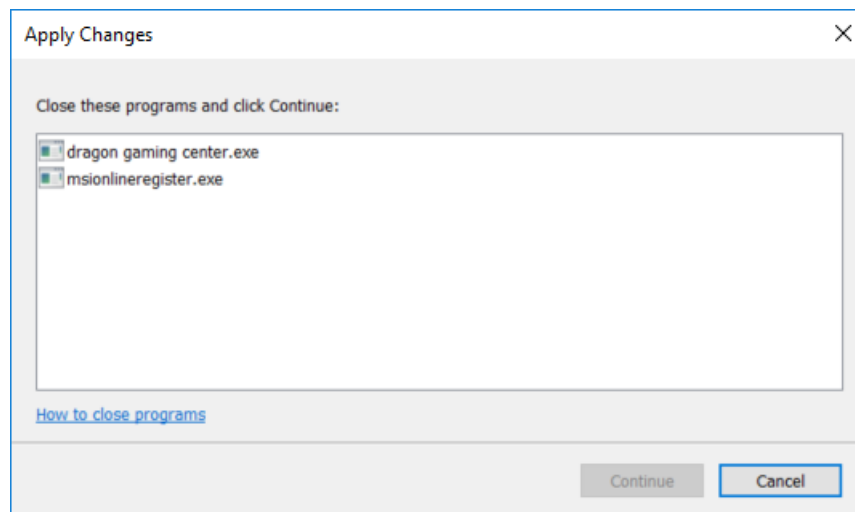 Apply Changes
Close these programs and click Continue:
dragon gaming center.exe
msionlineregister.exe
How to close programs
Continue
Cancel